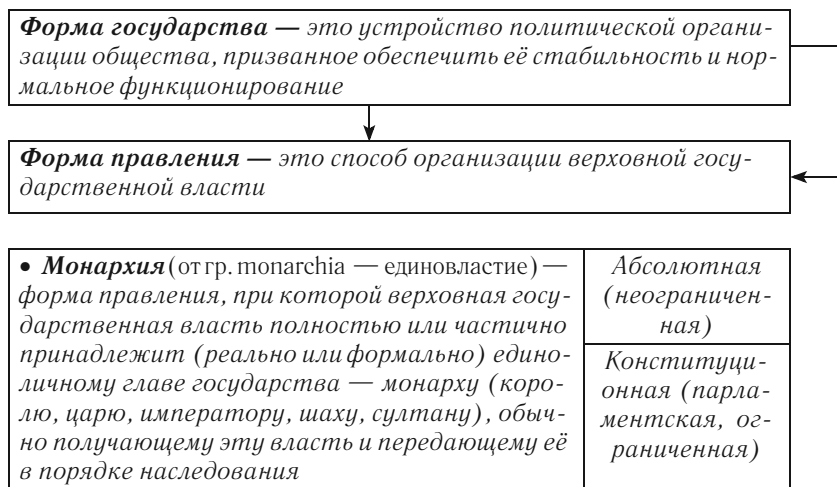 Форма государства — это устройство политической органи-
зации общества, призванное обеспечить её стабильность и нор-
мальное функционирование
Форма правления — это способ организации верховной госу-
дарственной власти
• Монархия (от гр. monarchia — единовластие) —
форма правления, при которой верховная госу-
дарственная власть полностью или частично
принадлежит (реально или формально) едино-
личному главе государства — монарху (коро-
лю, царю, императору, шаху, султану), обыч-
но получающему эту власть и передающему её
в порядке наследования
Абсолютная
(неограничен-
ная)
Конституци-
онная (парла-
ментская, ог-
раниченная)